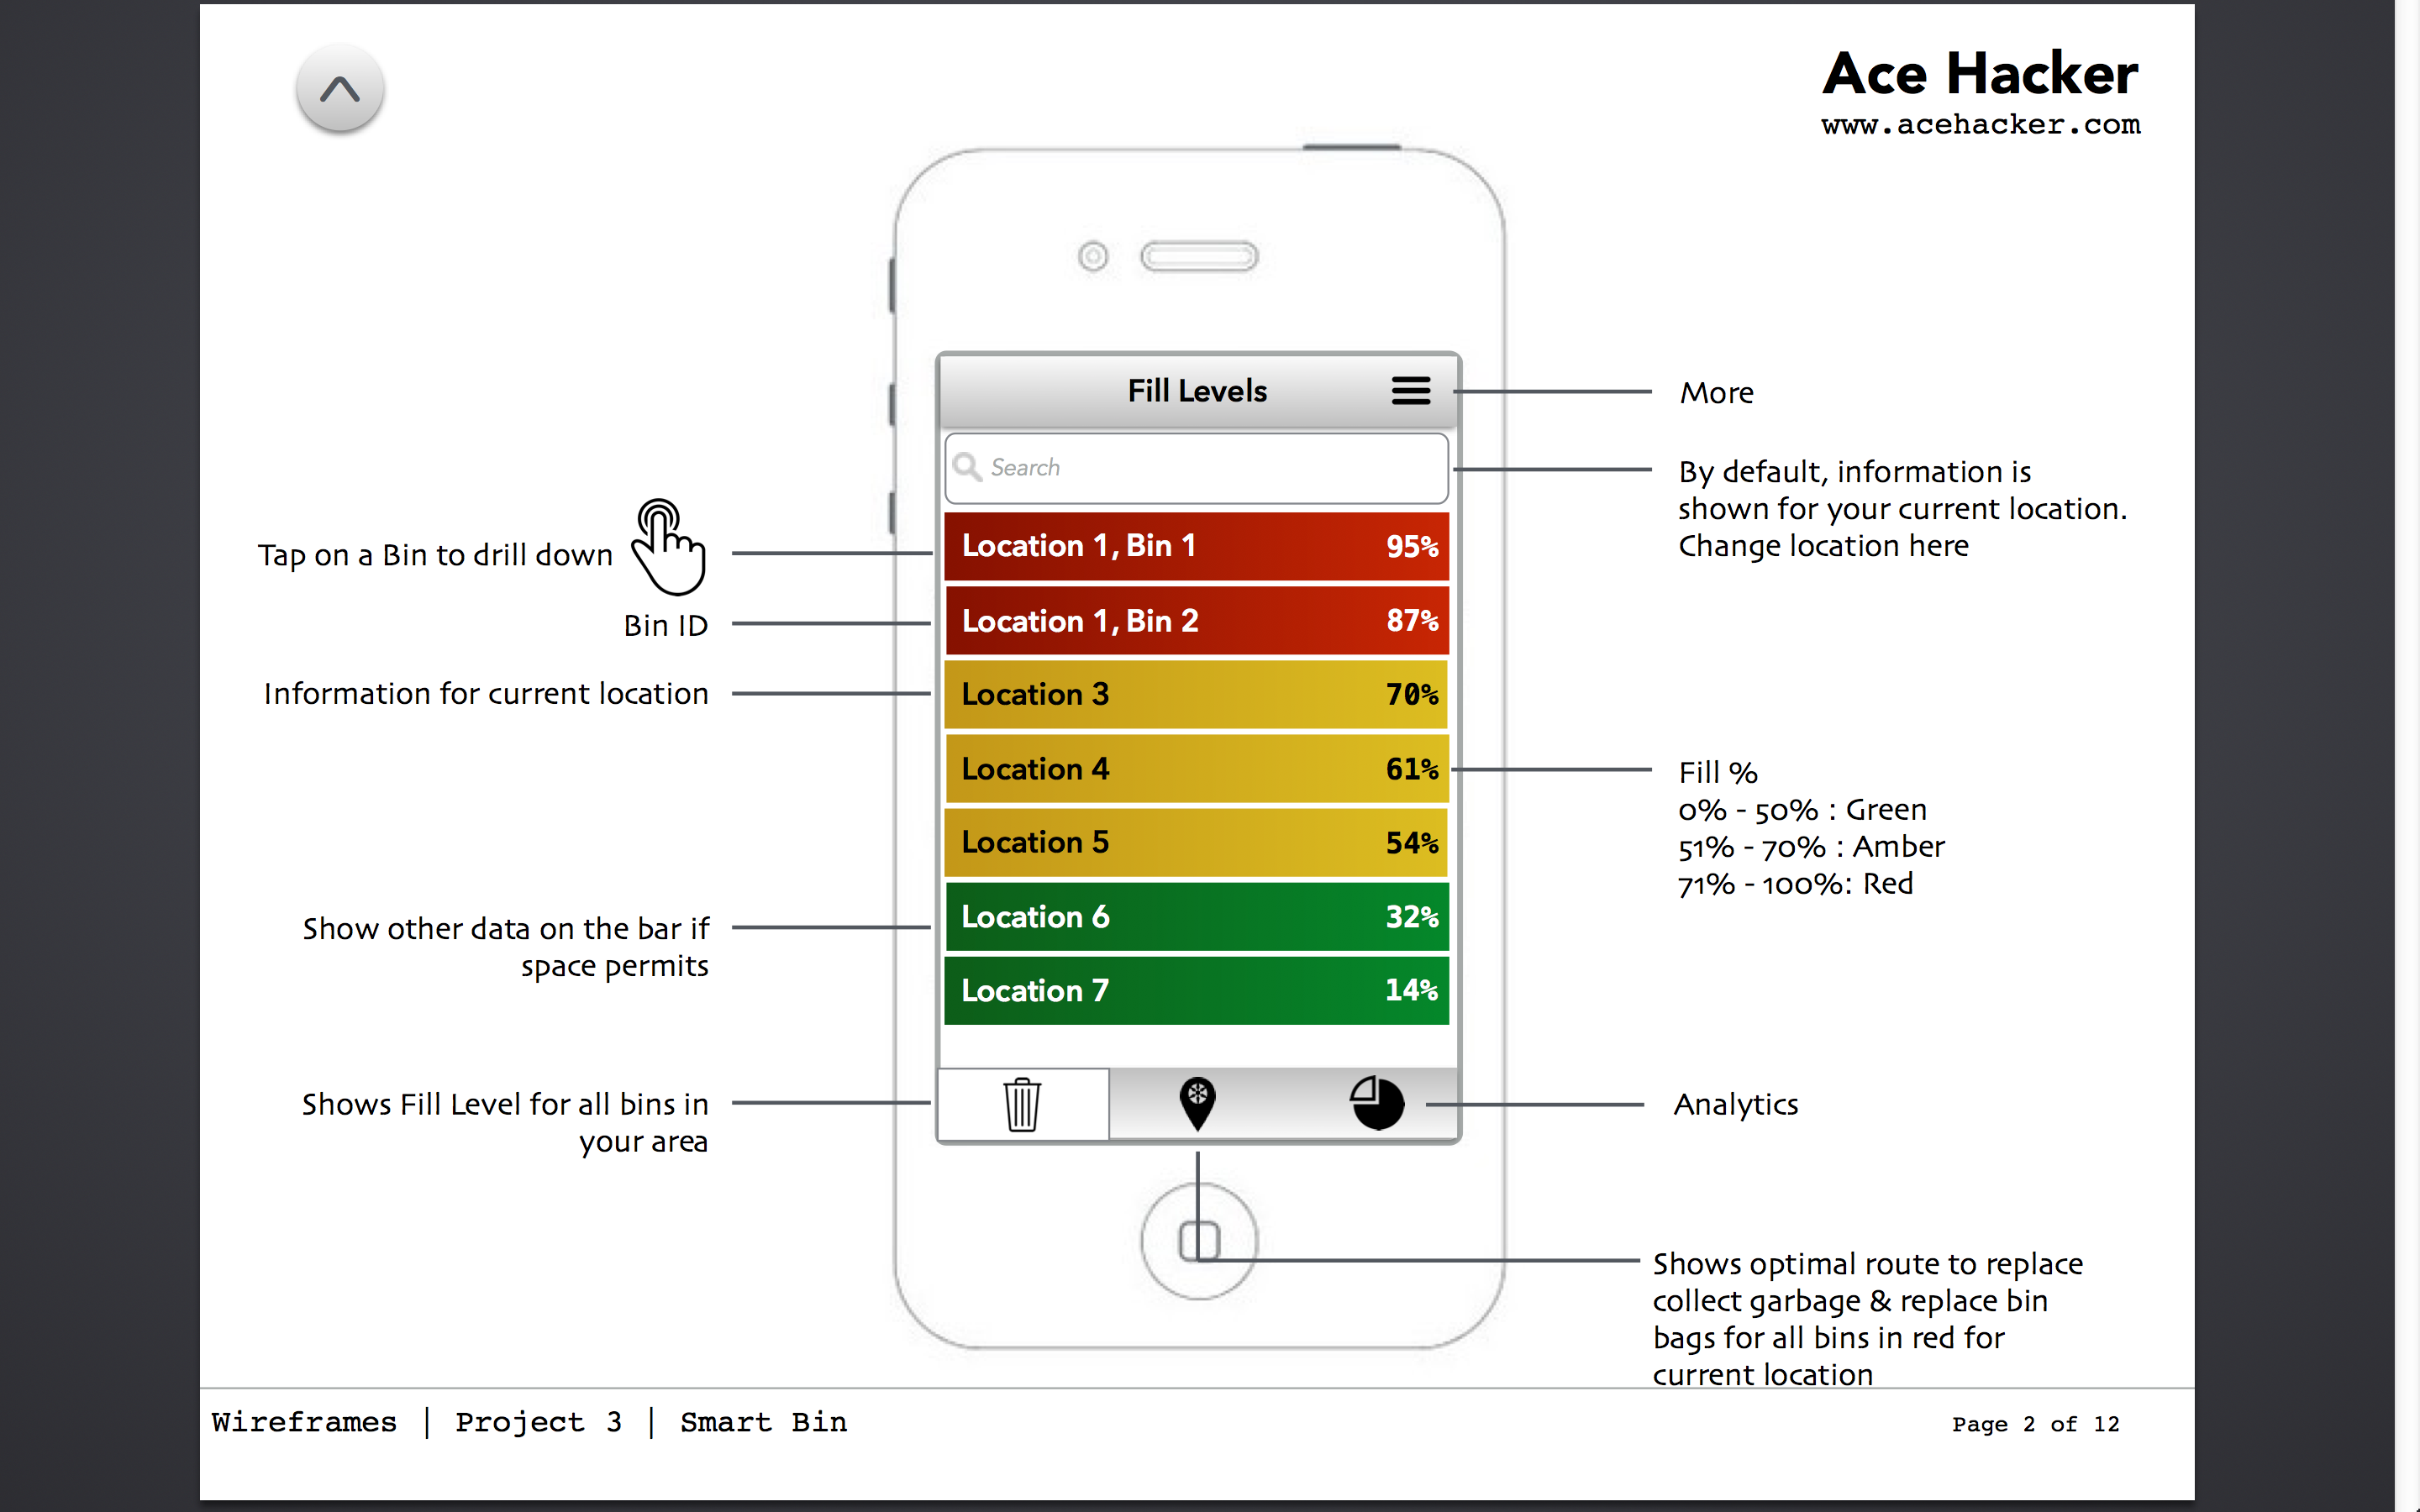 Ace Hacker
www.acehacker.com
Fill Levels
More
Search
By default, information is
shown for your current location.
Change location here
Tap on a Bin to drill down
Location 1, Bin 1 95%
Bin ID
Location 1, Bin 2 87%
Information for current location
Location 3 70%
Location 4 61%
Fill %
0% - 50% : Green
51% - 70% : Amber
71% - 100%: Red
Location 5 54%
Show other data on the bar if
space permits
Location 6 32%
Location 7 14%
Shows Fill Level for all bins in
your area
Analytics
Shows optimal route to replace
collect garbage & replace bin
bags for all bins in red for
current location
Wireframes | Project 3 | Smart Bin
Page 2 of 12